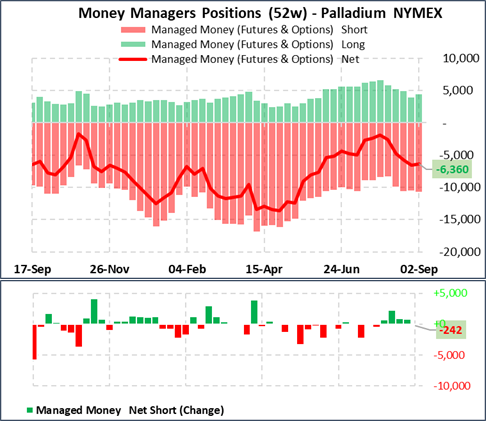 Money Managers Positions (52w) - Palladium NYMEX
Managed Money (Futures & Options) Short
Managed Money (Futures & Options) Long
Managed Money (Futures & Options) Net
10,000
5,000
-
-5,000
-6,360
-10,000
-15,000
-20,000
17-Sep 26-Nov 04-Feb 15-Apr 24-Jun 02-Sep
+5,000
+0
-242
-5,000
-10,000
Managed Money Net Short (Change)